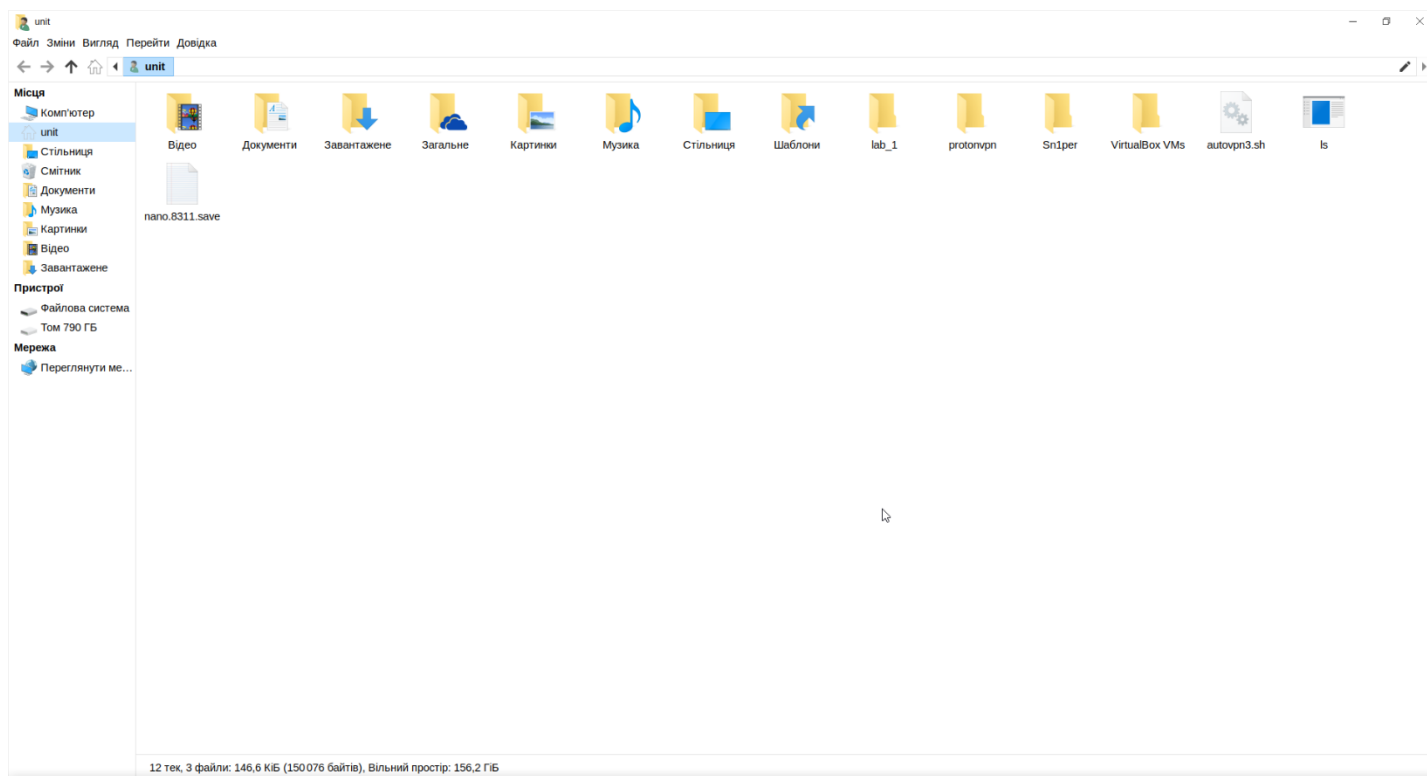 unit
Файл Зміни Вигляд Перейти Довідка
unit
Місця
Комп'ютер
unit
Стільниця
Смітник
Документи
Музика
Картинки
Відео
Завантажене
Пристрої
Файлова система
Том 790 ГБ
Мережа
Переглянути ме...
Відео Документи Завантажене Загальне Картинки Музика Стільниця Шаблони lab_1 protonvpn Sn1per VirtualBox VMs autovpn3.sh ls
nano.8311.save
12 тек, 3 файли: 146,6 КіБ (150 076 байтів), Вільний простір: 156,2 ГіБ